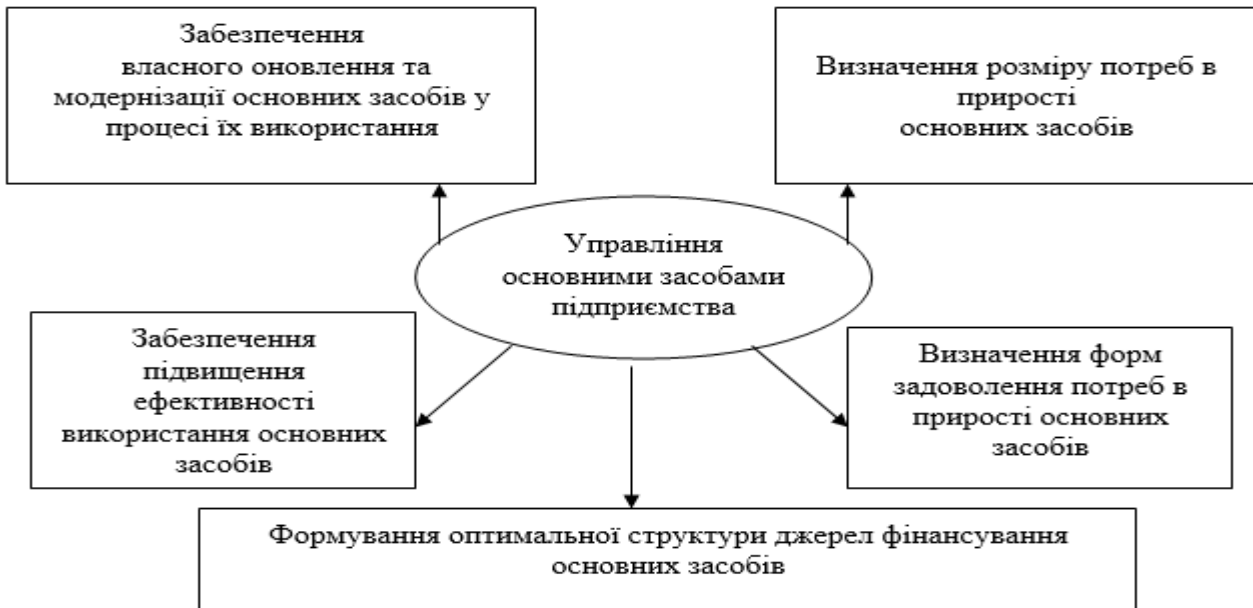 Забезпечення
власного оновлення та
модернізації основних засобів у
процесі їх використання
Визначення розміру потреб в
прирості
основних засобів
Управління
основними засобами
підприємства
Забезпечення
підвищення
ефективності
використання основних
засобів
Визначення форм
задоволення потреб в
прирості основних
засобів
Формування оптимальної структури джерел фінансування
основних засобів